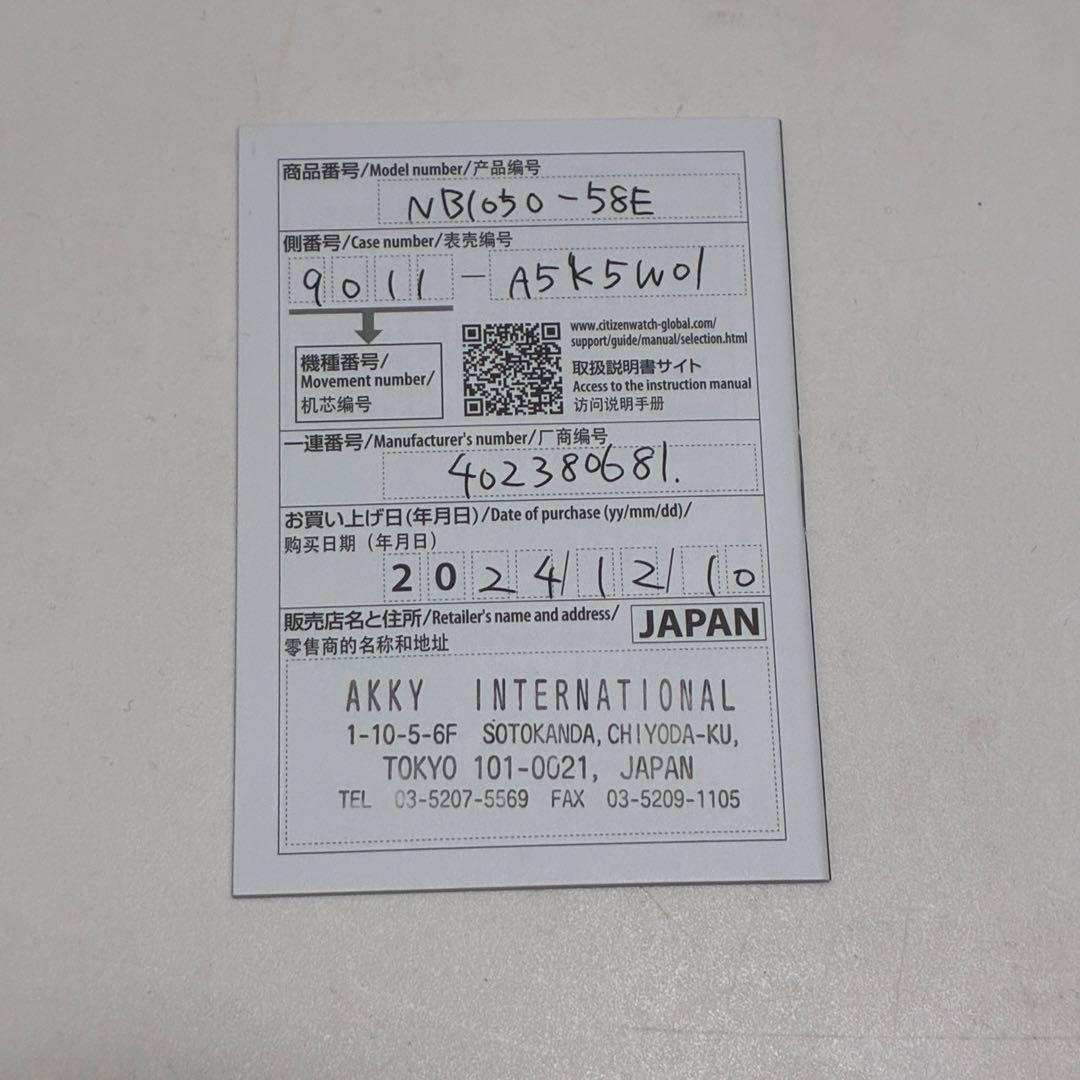 商品番号/Model number/产品编号
NB1050-58E
側番号/Case number/表壳编号
9011-A5K5W01
www.citizenwatch-global.com/
support/guide/manual/selection.html
機種番号/
Movement number/
机芯编号
取扱説明書サイト
Access to the instruction manual
访问说明手册
一連番号/Manufacturer's number/厂商编号
402380681.
お買い上げ日(年月日)/Date of purchase (yy/mm/dd)/
购买日期 (年月日)
2024/12/10
販売店名と住所/Retailer's name and address/
零售商的名称和地址
JAPAN
AKKY INTERNATIONAL
1-10-5-6F SOTOKANDA, CHIYODA-KU,
TOKYO 101-0021, JAPAN
TEL 03-5207-5569 FAX 03-5209-1105